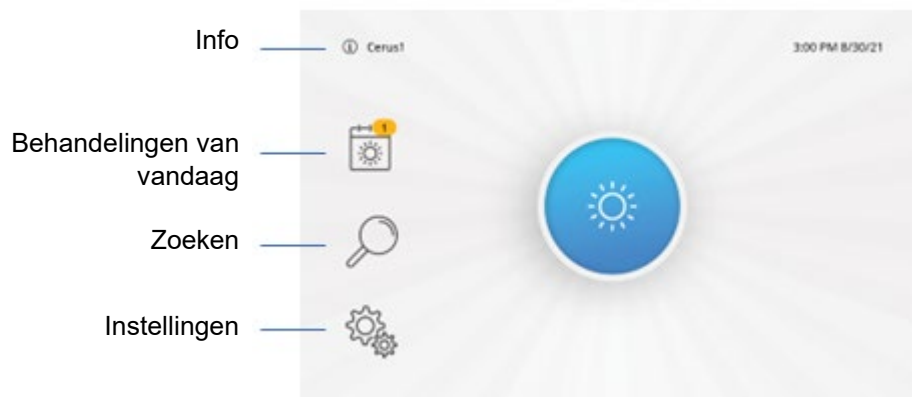 Info
Cerus1
3:00 PM 8/30/21
1
Behandelingen van
vandaag
Zoeken
Instellingen